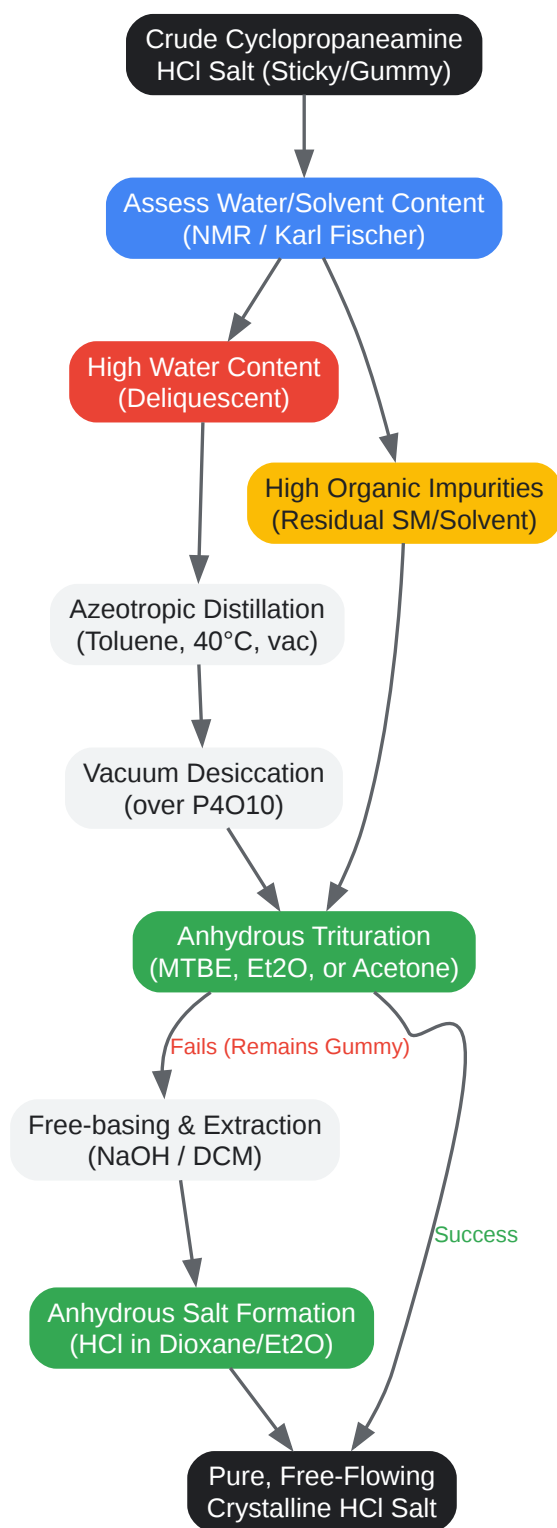 Crude Cyclopropaneamine
HCl Salt (Sticky/Gummy)
Assess Water/Solvent Content
(NMR / Karl Fischer)
High Water Content
(Deliquescent)
High Organic Impurities
(Residual SM/Solvent)
Azeotropic Distillation
(Toluene, 40°C, vac)
Vacuum Desiccation
(over P4O10)
Anhydrous Trituration
(MTBE, Et2O, or Acetone)
Fails (Remains Gummy)
Free-basing & Extraction
(NaOH / DCM)
Success
Anhydrous Salt Formation
(HCl in Dioxane/Et2O)
Pure, Free-Flowing
Crystalline HCl Salt